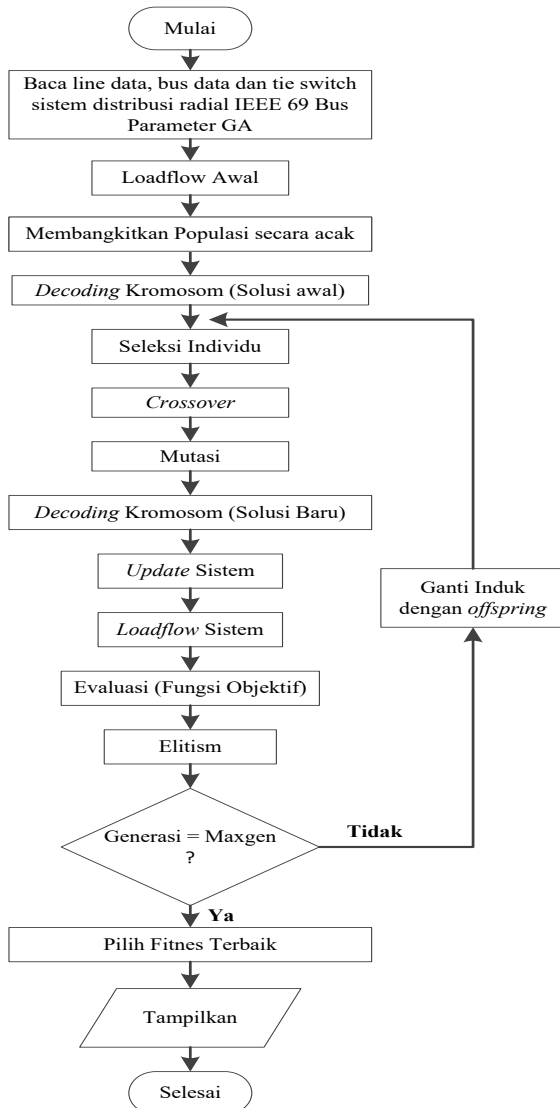 Mulai
Baca line data, bus data dan tie switch
sistem distribusi radial IEEE 69 Bus
Parameter GA
Loadflow Awal
Membangkitkan Populasi secara acak
Decoding Kromosom (Solusi awal)
Seleksi Individu
Crossover
Mutasi
Decoding Kromosom (Solusi Baru)
Update Sistem
Ganti Induk
dengan offspring
Loadflow Sistem
Evaluasi (Fungsi Objektif)
Elitism
Generasi = Maxgen
?
Tidak
Ya
Pilih Fitnes Terbaik
Tampilkan
Selesai